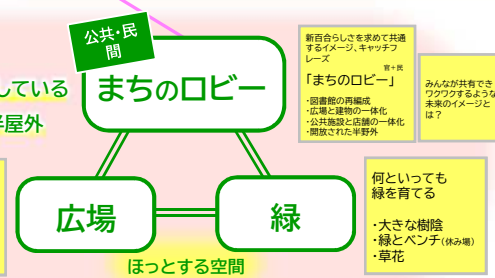 公共・民
間
まちのロビー
している
半屋外
新百合らしさを求めて共通
するイメージ、キャッチフ
レーズ
官+民
「まちのロビー」
・図書館の再編成
・広場と建物の一体化
・公共施設と店舗の一体化
・開放された半野外
みんなが共有でき
ワクワクするような
未来のイメージと
は?
広場
緑
ほっとする空間
何といっても
緑を育てる
・大きな樹陰
・緑とベンチ(休み場)
・草花